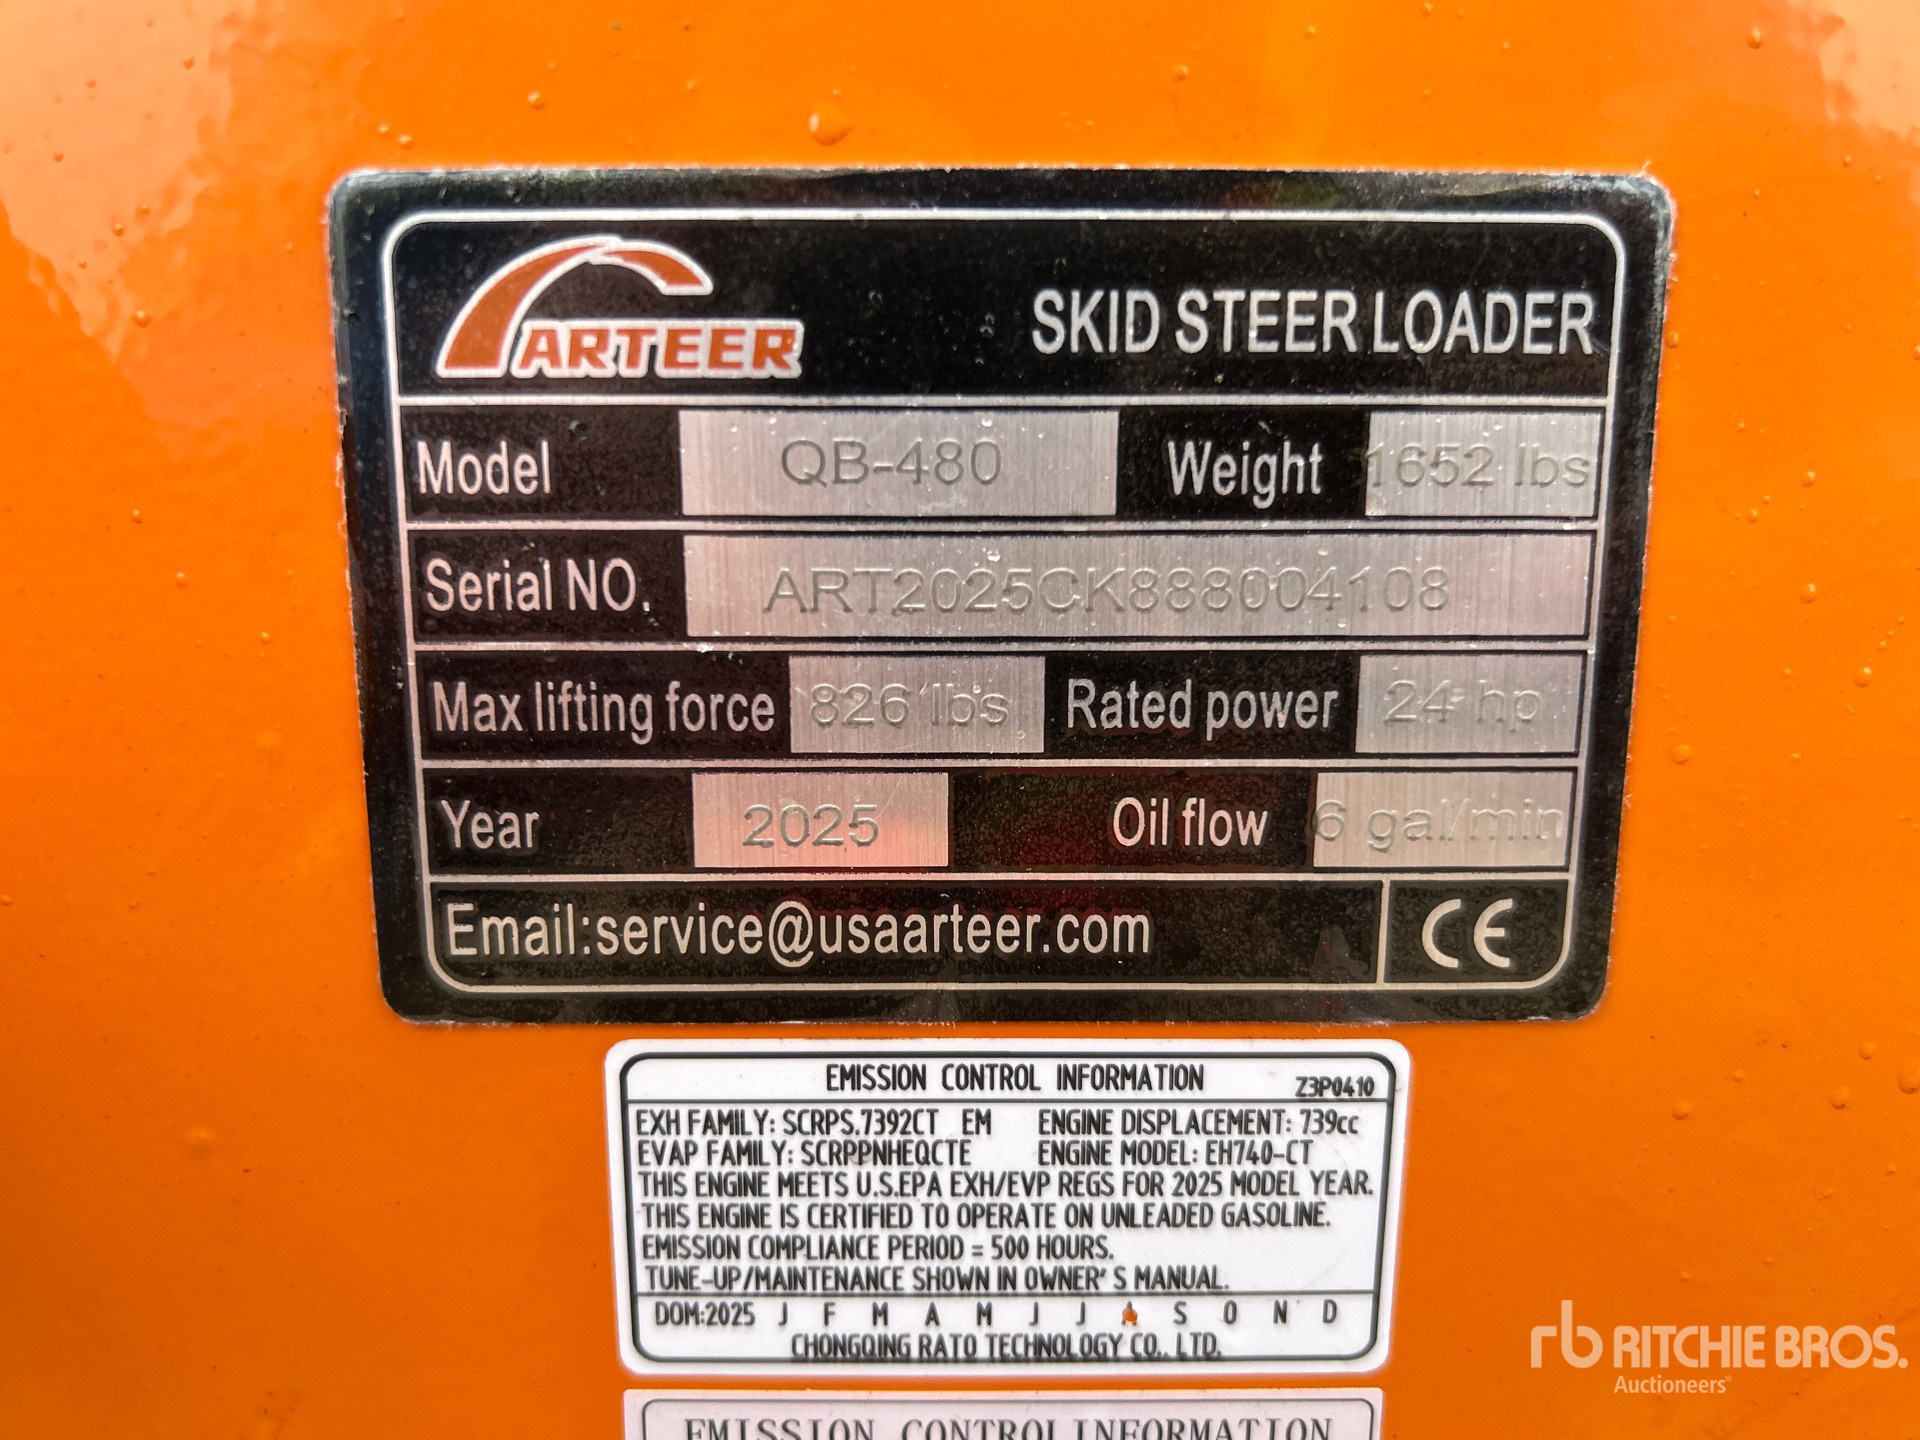 ARTEER
SKID STEER LOADER
Model QB-480 Weight 1652 lbs
Serial NO. ART2025CK888004108
Max lifting force 826 lbs Rated power 24 hp
Year 2025 Oil flow 6 gal/min
Email:service@usaarteer.com CE
EMISSION CONTROL INFORMATION Z3P0410
EXH FAMILY: SCRPS.7392CT EM ENGINE DISPLACEMENT: 739cc
EVAP FAMILY: SCRPPNHEQCTE ENGINE MODEL: EH740-CT
THIS ENGINE MEETS U.S.EPA EXH/EVP REGS FOR 2025 MODEL YEAR.
THIS ENGINE IS CERTIFIED TO OPERATE ON UNLEADED GASOLINE.
EMISSION COMPLIANCE PERIOD = 500 HOURS.
TUNE-UP/MAINTENANCE SHOWN IN OWNER'S MANUAL.
DOM:2025 J F M A M J J A S O N D
CHONGQING RATO TECHNOLOGY CO., LTD.
EMISSION CONTROL INFORMATION
rb RITCHIE BROS.
Auctioneers